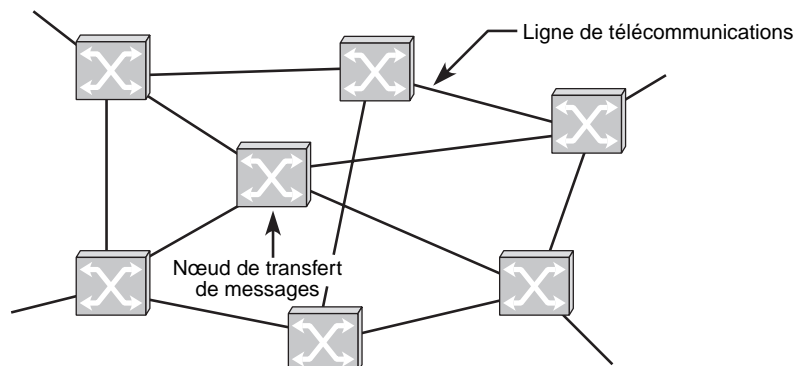 Ligne de télécommunications
Nœud de transfert
de messages